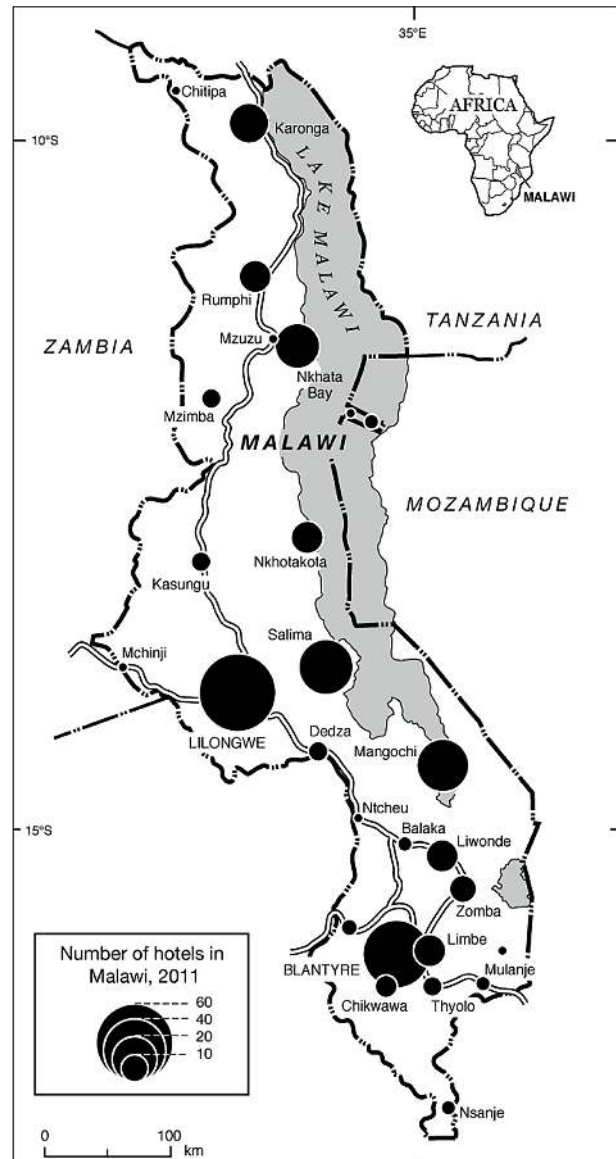 35°E
Chitipa
AFRICA
Karonga
10°S
MALAWI
LAKE MALAWI
Rumphi
TANZANIA
ZAMBIA
Mzuzu
Nkhata
Bay
Mzimba
MALAWI
MOZAMBIQUE
Nkhotakota
Kasungu
Salima
Mchinji
LILONGWE
Dedza
Mangochi
Ntcheu
15°S
Balaka
Liwonde
Zomba
Limbe
BLANTYRE
Mulanje
Chikwawa
Thyolo
Nsanje
Number of hotels in
Malawi, 2011
60
40
20
10
0 100
km